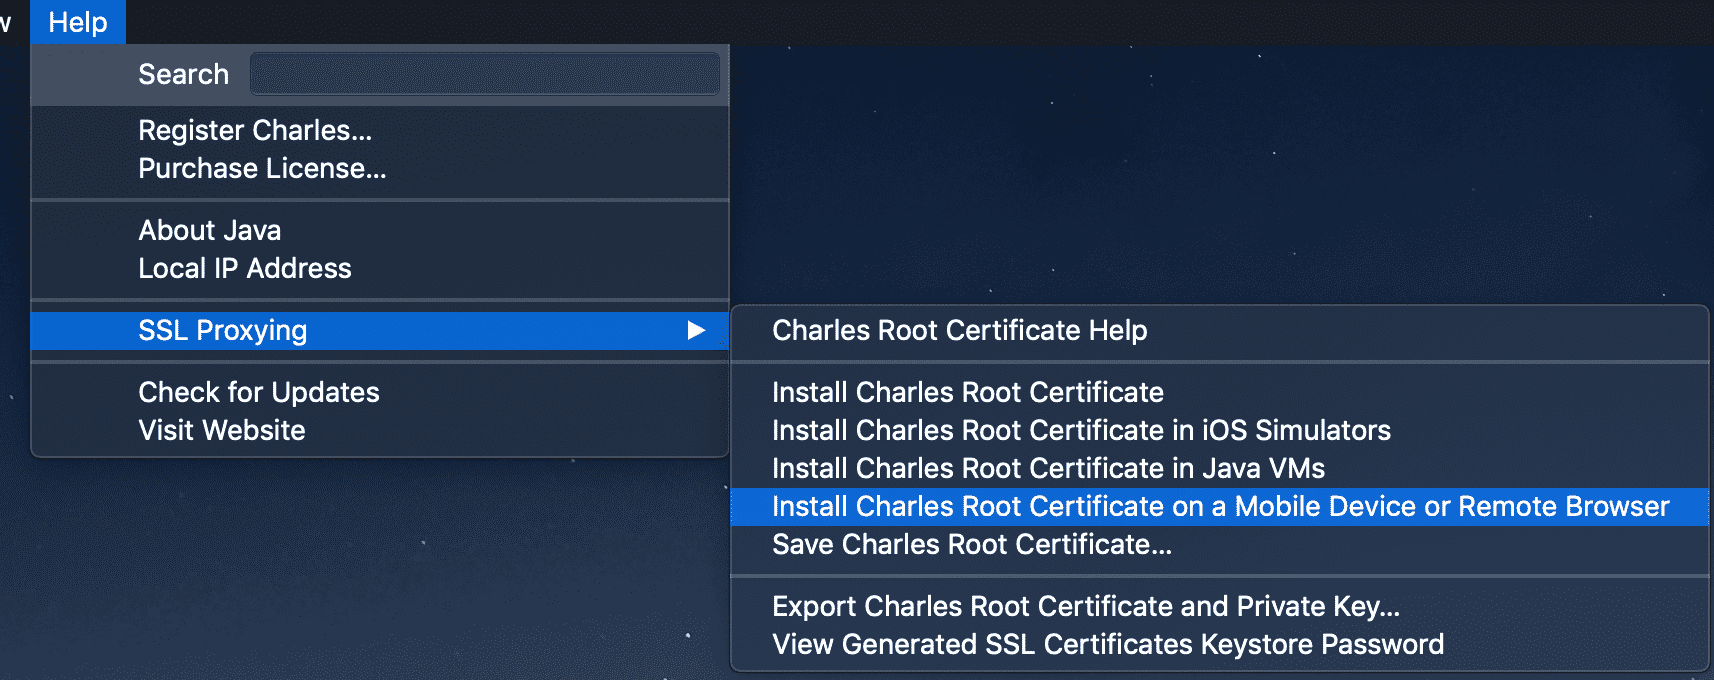 Help
Search
Register Charles...
Purchase License...
About Java
Local IP Address
SSL Proxying
Check for Updates
Visit Website
Charles Root Certificate Help
Install Charles Root Certificate
Install Charles Root Certificate in iOS Simulators
Install Charles Root Certificate in Java VMs
Install Charles Root Certificate on a Mobile Device or Remote Browser
Save Charles Root Certificate...
Export Charles Root Certificate and Private Key...
View Generated SSL Certificates Keystore Password